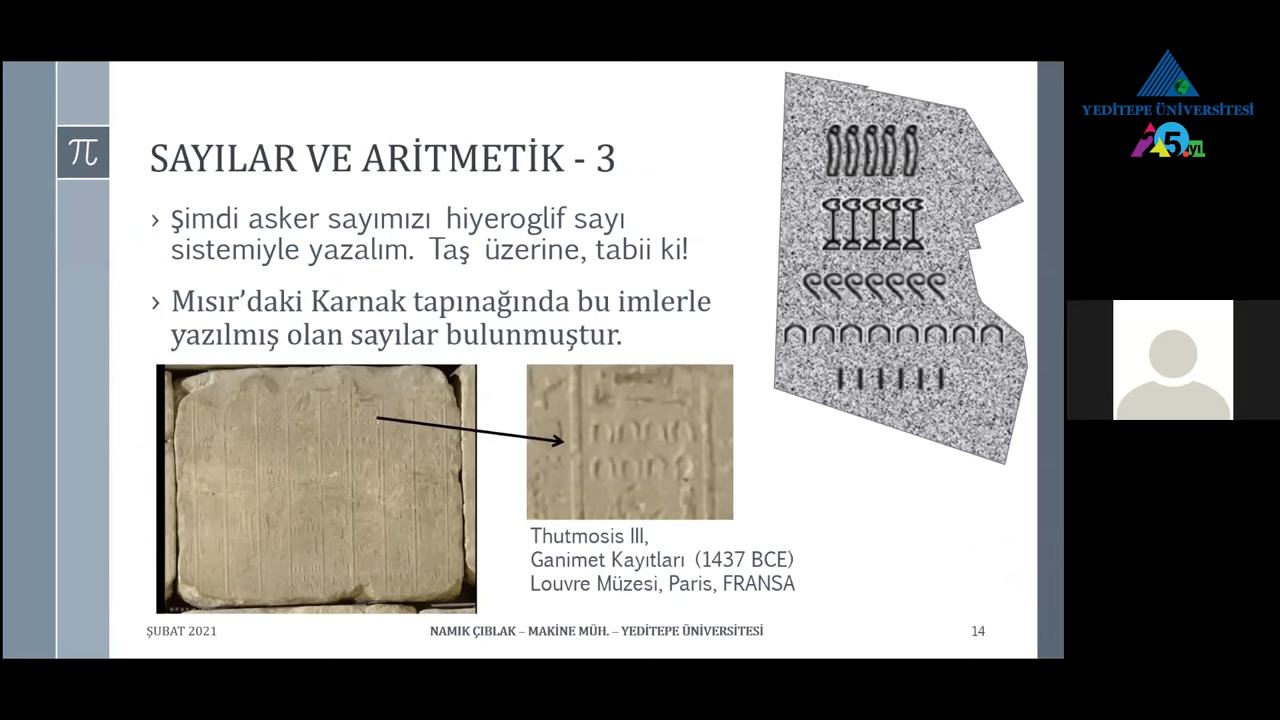 YEDİTEPE ÜNİVERSİTESİ
25.yıl
π
SAYILAR VE ARİTMETİK - 3
› Şimdi asker sayımızı hiyeroglif sayı
sistemiyle yazalım. Taş üzerine, tabii ki!
› Mısır’daki Karnak tapınağında bu imlerle
yazılmış olan sayılar bulunmuştur.
Thutmosis III,
Ganimet Kayıtları (1437 BCE)
Louvre Müzesi, Paris, FRANSA
ŞUBAT 2021
NAMIK ÇIBLAK – MAKİNE MÜH. – YEDİTEPE ÜNİVERSİTESİ
14